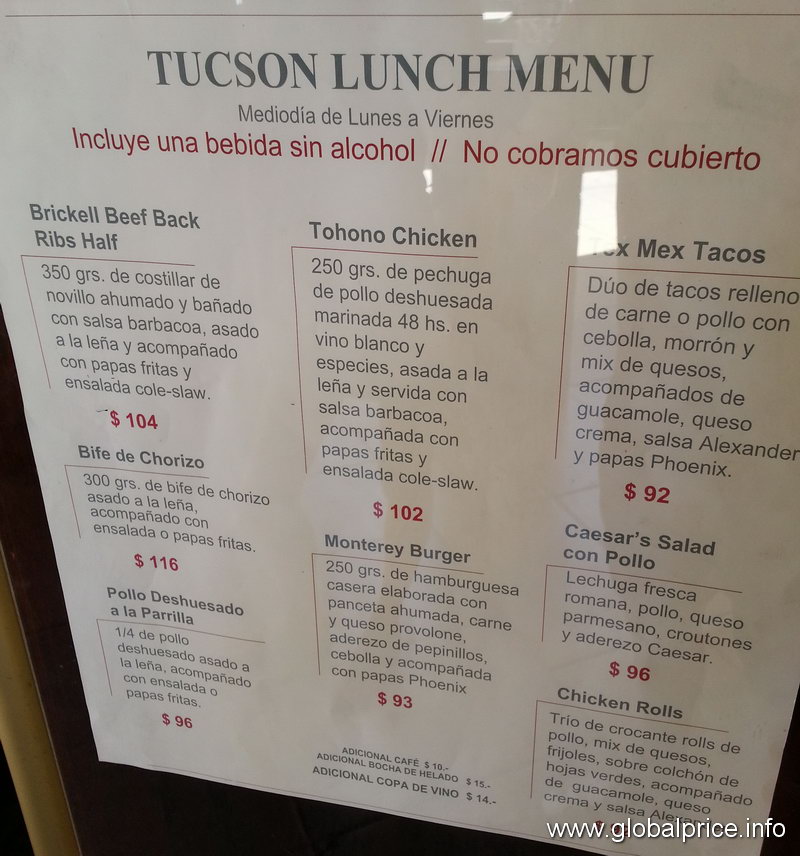 TUCSON LUNCH MENU
Mediodía de Lunes a Viernes
Incluye una bebida sin alcohol // No cobramos cubierto
Brickell Beef Back
Ribs Half
350 grs. de costillar de
novillo ahumado y bañado
con salsa barbacoa, asado
a la leña y acompañado
con papas fritas y
ensalada cole-slaw.
$ 104
Bife de Chorizo
300 grs. de bife de chorizo
asado a la leña,
acompañado con
ensalada o papas fritas.
$ 116
Pollo Deshuesado
a la Parrilla
1/4 de pollo
deshuesado asado a
la leña, acompañado
con ensalada o
papas fritas.
$ 96
Tohono Chicken
250 grs. de pechuga
de pollo deshuesada
marinada 48 hs. en
vino blanco y
especies, asada a la
leña y servida con
salsa barbacoa,
acompañada con
papas fritas y
ensalada cole-slaw.
$ 102
Monterey Burger
250 grs. de hamburguesa
casera elaborada con
panceta ahumada, carne
y queso provolone,
aderezo de pepinillos,
cebolla y acompañada
con papas Phoenix
$ 93
Tex Mex Tacos
Dúo de tacos relleno
de carne o pollo con
cebolla, morrón y
mix de quesos,
acompañados de
guacamole, queso
crema, salsa Alexander
y papas Phoenix.
$ 92
Caesar's Salad
con Pollo
Lechuga fresca
romana, pollo, queso
parmesano, croutones
y aderezo Caesar.
$ 96
Chicken Rolls
Trío de crocante rolls de
pollo, mix de quesos,
frijoles, sobre colchón de
hojas verdes, acompañado
de guacamole, queso
crema y salsa
ADICIONAL CAFÉ $ 10.-
ADICIONAL BOCHA DE HELADO $ 15.-
ADICIONAL COPA DE VINO $ 14.-
www.globalprice.info